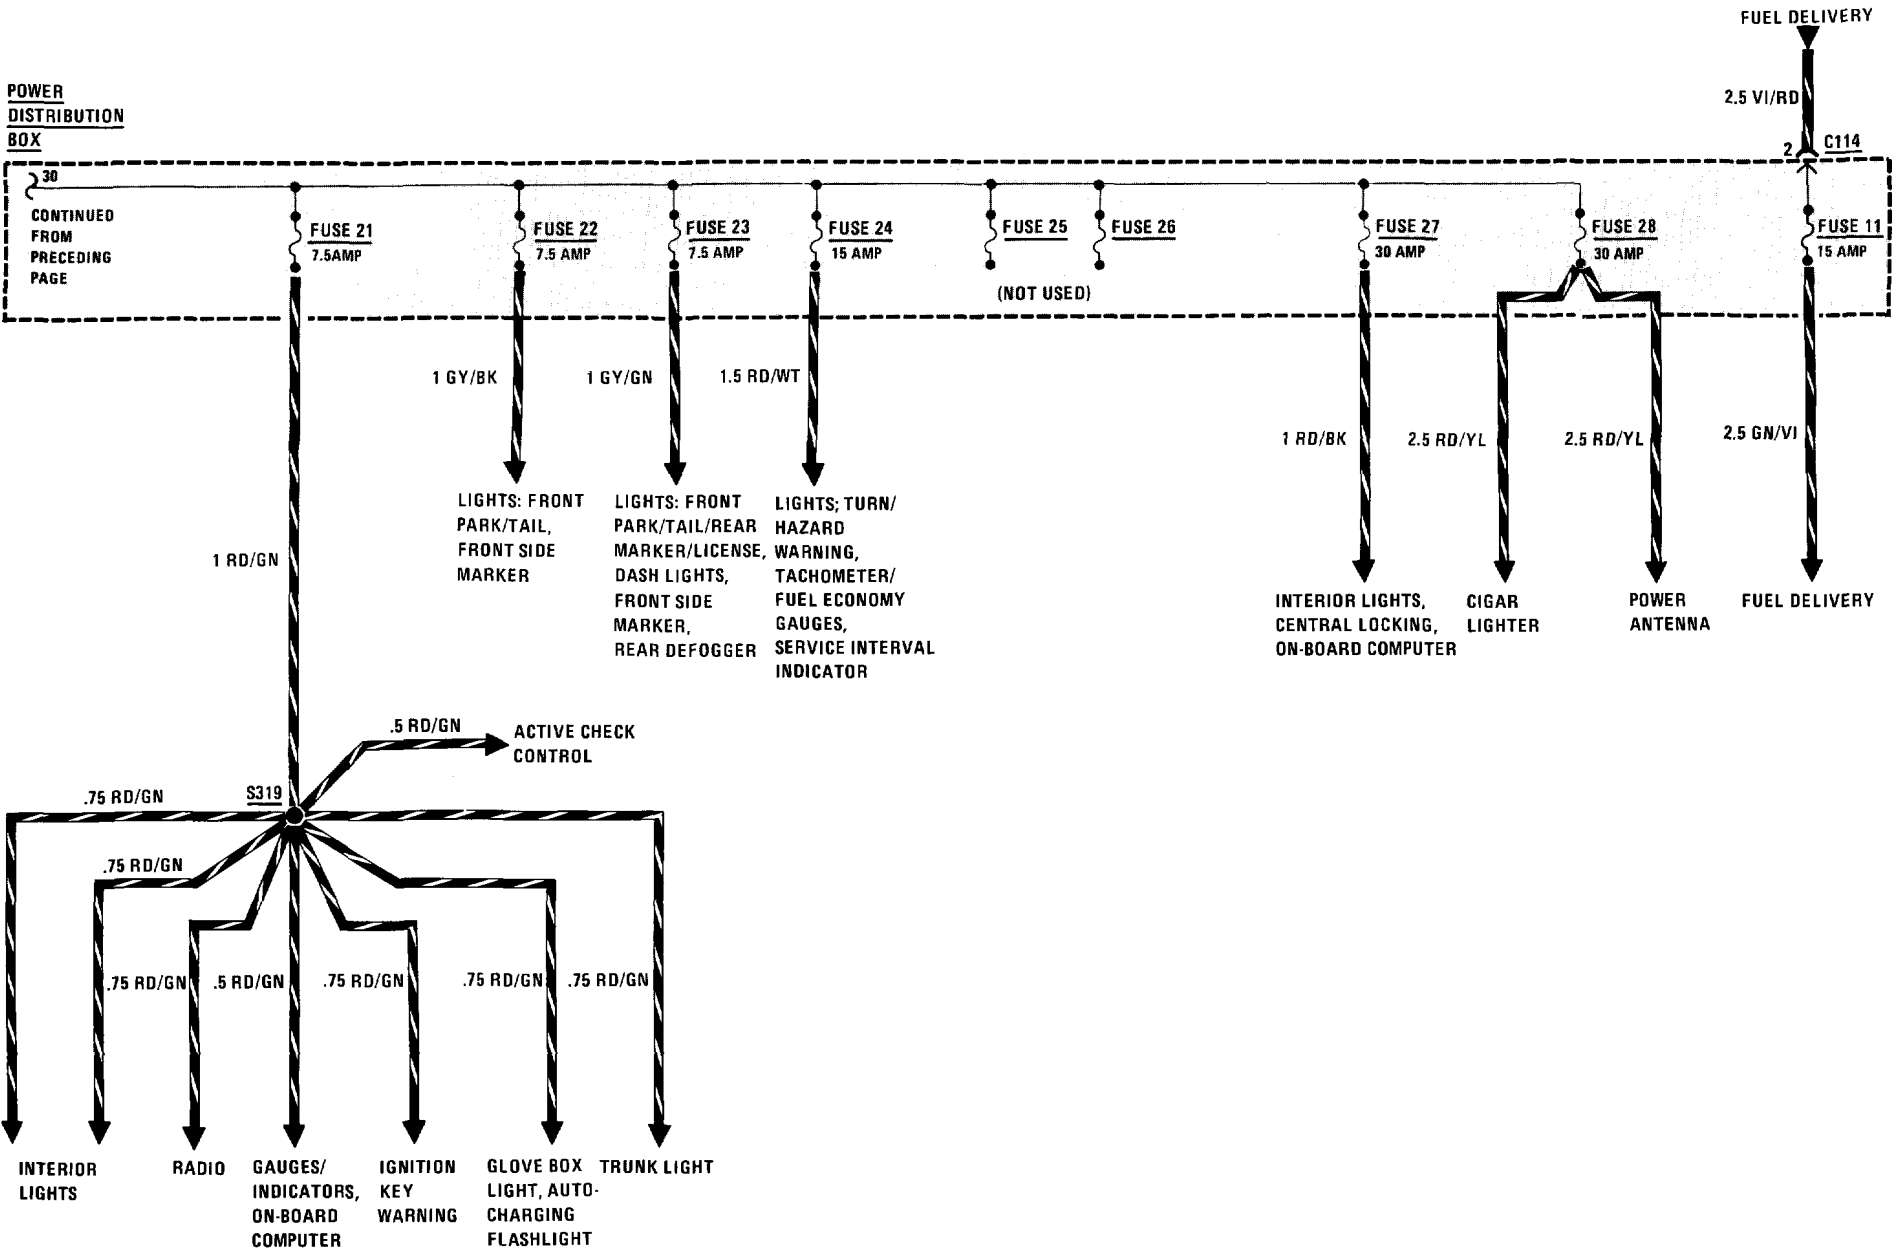 FUEL DELIVERY
2.5 VI/RD
2
C114
POWER
DISTRIBUTION
BOX
30
CONTINUED
FROM
PRECEDING
PAGE
FUSE 21
7.5AMP
FUSE 22
7.5 AMP
FUSE 23
7.5 AMP
FUSE 24
15 AMP
FUSE 25
FUSE 26
(NOT USED)
FUSE 27
30 AMP
FUSE 28
30 AMP
FUSE 11
15 AMP
1 GY/BK
1 GY/GN
1.5 RD/WT
1 RD/BK
2.5 RD/YL
2.5 RD/YL
2.5 GN/VI
1 RD/GN
LIGHTS: FRONT
PARK/TAIL,
FRONT SIDE
MARKER
LIGHTS: FRONT
PARK/TAIL/REAR
MARKER/LICENSE,
DASH LIGHTS,
FRONT SIDE
MARKER,
REAR DEFOGGER
LIGHTS; TURN/
HAZARD
WARNING,
TACHOMETER/
FUEL ECONOMY
GAUGES,
SERVICE INTERVAL
INDICATOR
INTERIOR LIGHTS,
CENTRAL LOCKING,
ON-BOARD COMPUTER
CIGAR
LIGHTER
POWER
ANTENNA
FUEL DELIVERY
.5 RD/GN
ACTIVE CHECK
CONTROL
S319
.75 RD/GN
.75 RD/GN
.75 RD/GN
.5 RD/GN
.75 RD/GN
.75 RD/GN
.75 RD/GN
INTERIOR
LIGHTS
RADIO
GAUGES/
INDICATORS,
ON-BOARD
COMPUTER
IGNITION
KEY
WARNING
GLOVE BOX
LIGHT, AUTO-
CHARGING
FLASHLIGHT
TRUNK LIGHT